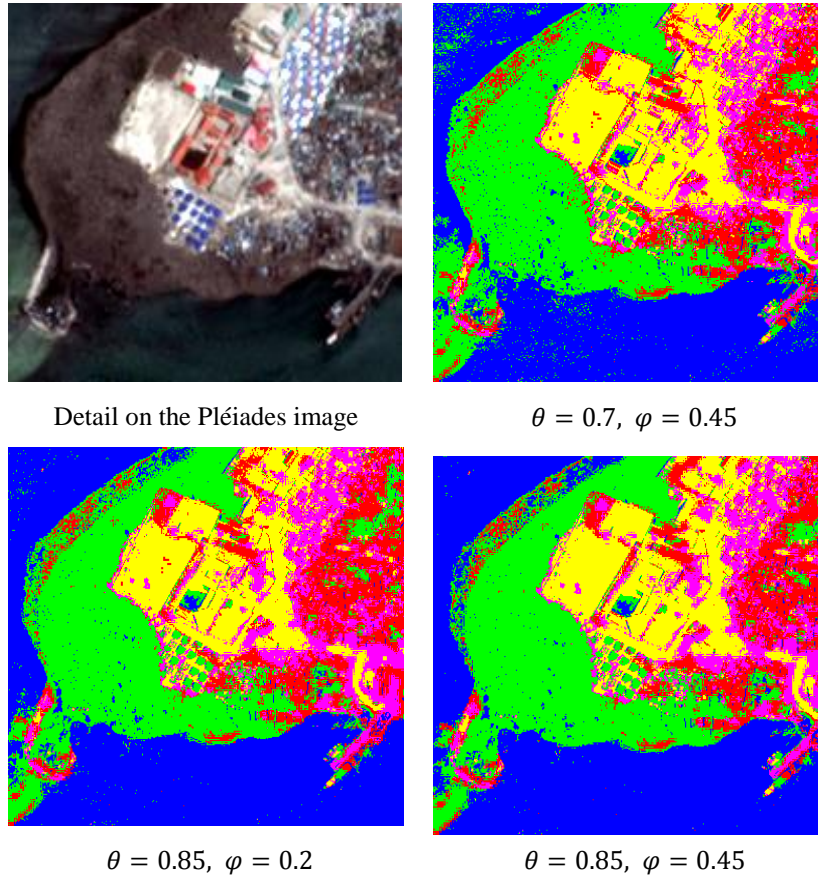 Detail on the Pléiades image
𝜃 = 0.7, 𝜑 = 0.45
𝜃 = 0.85, 𝜑 = 0.2
𝜃 = 0.85, 𝜑 = 0.45